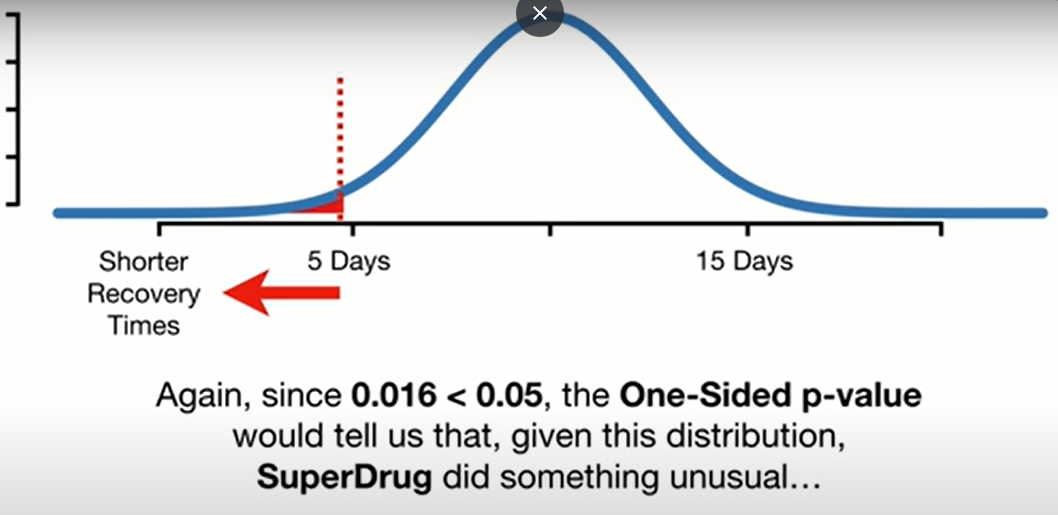 5 Days
15 Days
Shorter
Recovery
Times
Again, since 0.016 < 0.05, the One-Sided p-value
would tell us that, given this distribution,
SuperDrug did something unusual…